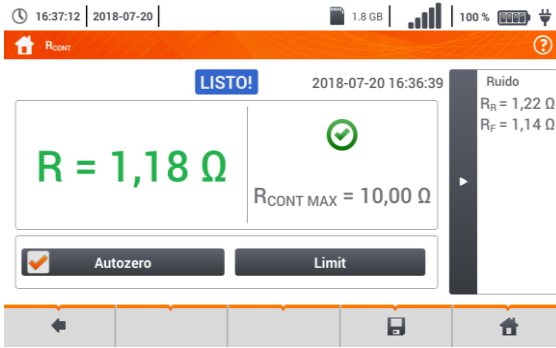 16:37:12 2018-07-20 1.8 GB 100 %
RCONT
LISTO! 2018-07-20 16:36:39
R = 1,18 Ω
RCONT MAX = 10,00 Ω
Ruido
RR = 1,22 Ω
RF = 1,14 Ω
Autozero Limit